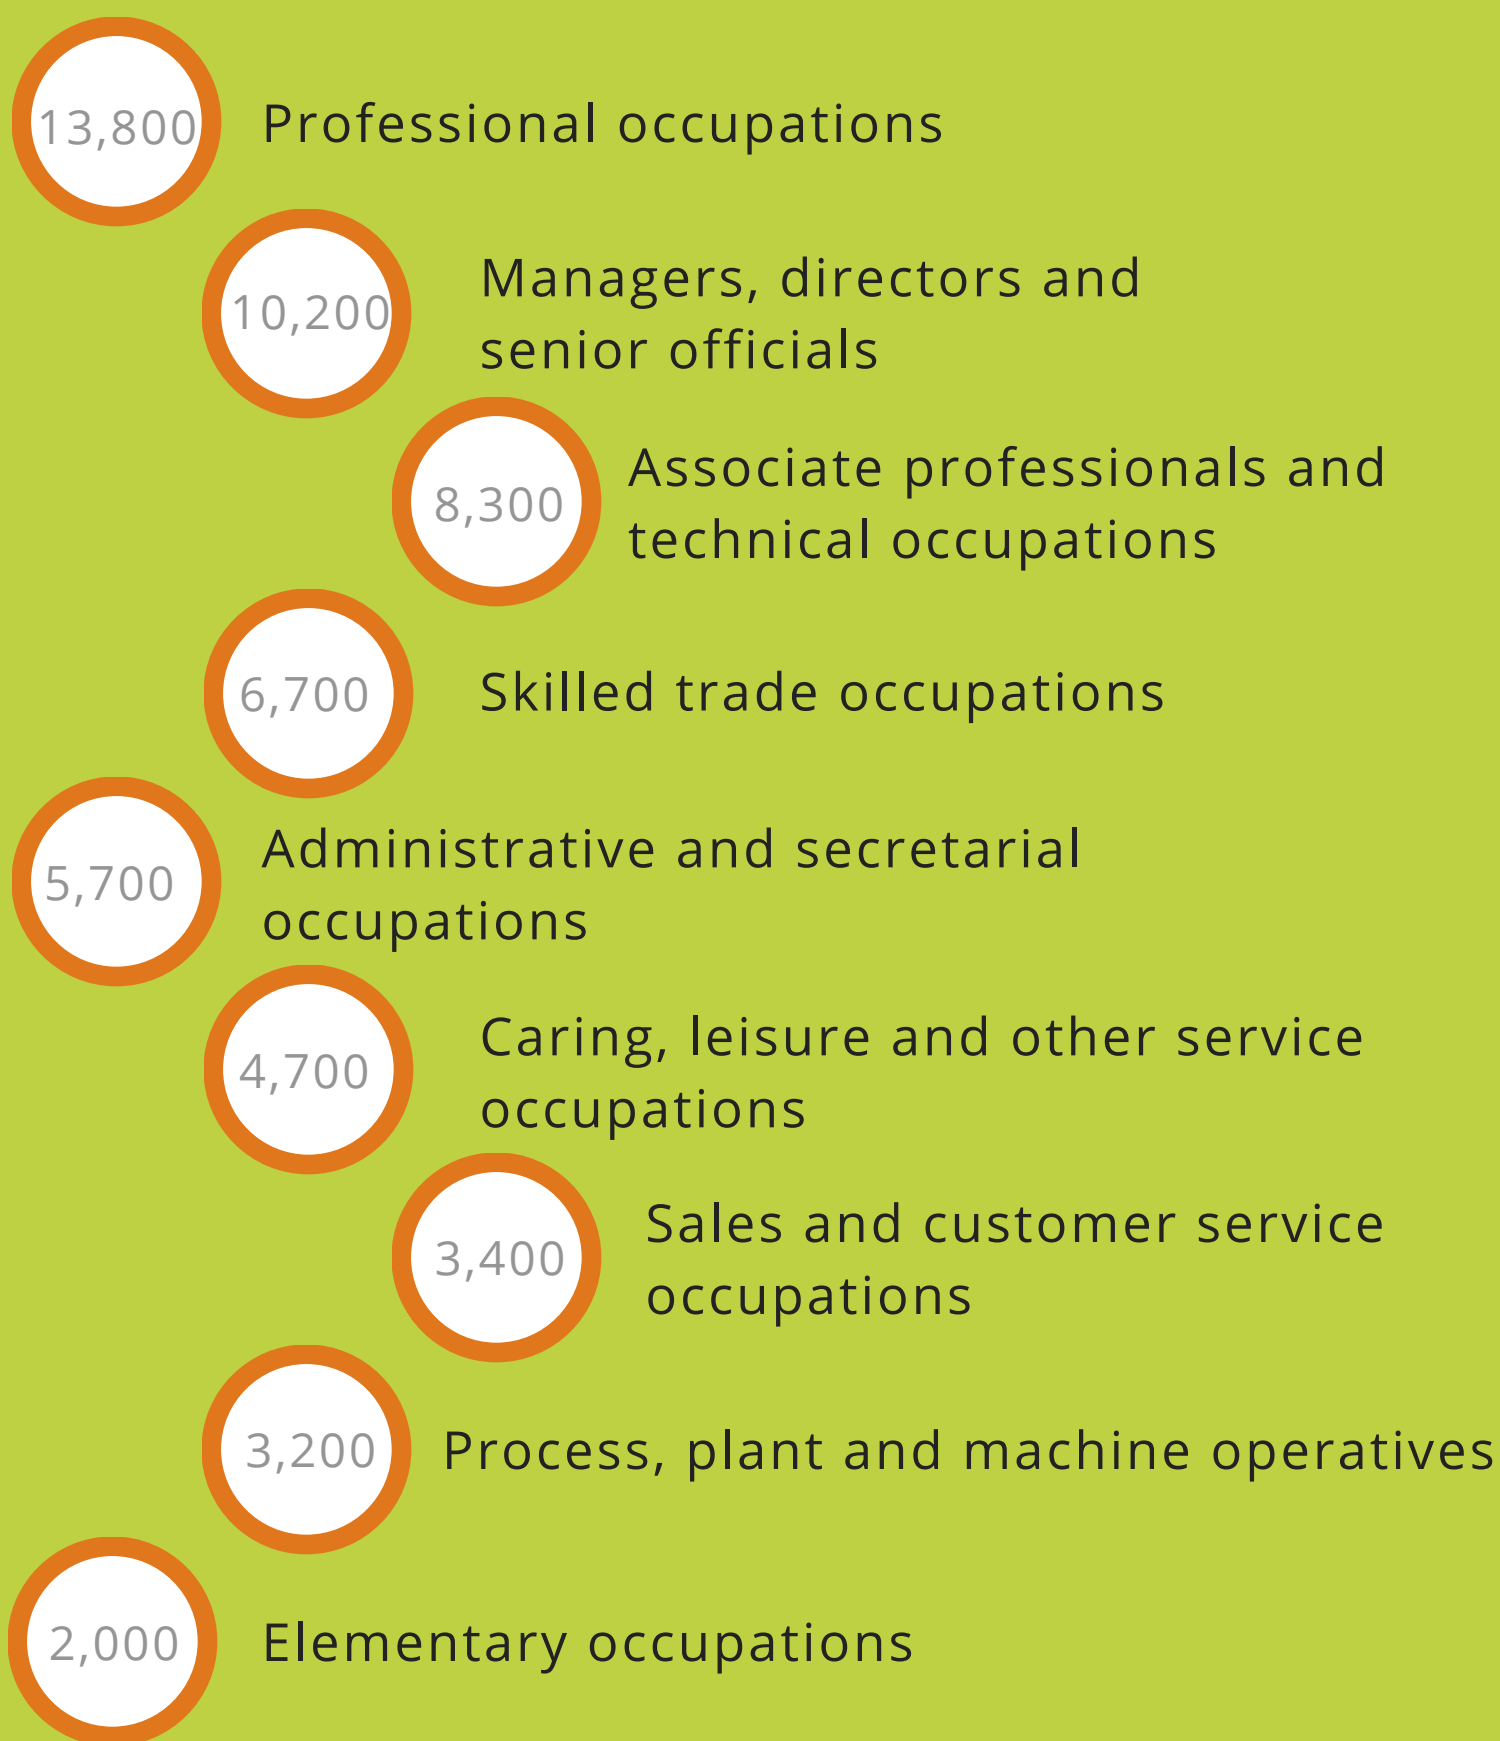 13,800
Professional occupations
10,200
Managers, directors and
senior officials
8,300
Associate professionals and
technical occupations
6,700
Skilled trade occupations
5,700
Administrative and secretarial
occupations
4,700
Caring, leisure and other service
occupations
3,400
Sales and customer service
occupations
3,200
Process, plant and machine operatives
2,000
Elementary occupations